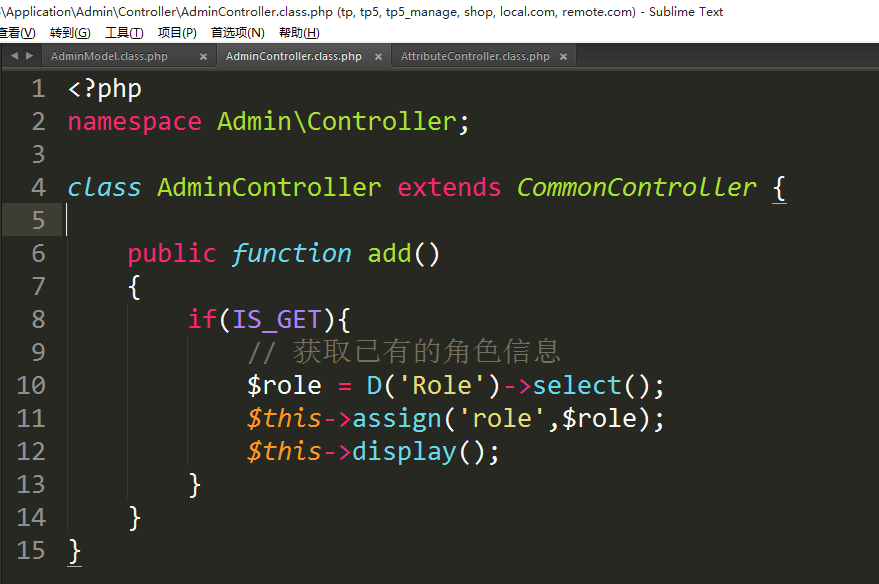 \Application\Admin\Controller\AdminController.class.php (tp, tp5, tp5_manage, shop, local.com, remote.com) - Sublime Text
查看(V) 转到(G) 工具(T) 项目(P) 首选项(N) 帮助(H)
AdminModel.class.php × AdminController.class.php × AttributeController.class.php ×
1 <?php
2 namespace Admin\Controller;
3
4 class AdminController extends CommonController {
5
6 public function add()
7 {
8 if(IS_GET){
9 // 获取已有的角色信息
10 $role = D('Role')->select();
11 $this->assign('role',$role);
12 $this->display();
13 }
14 }
15 }